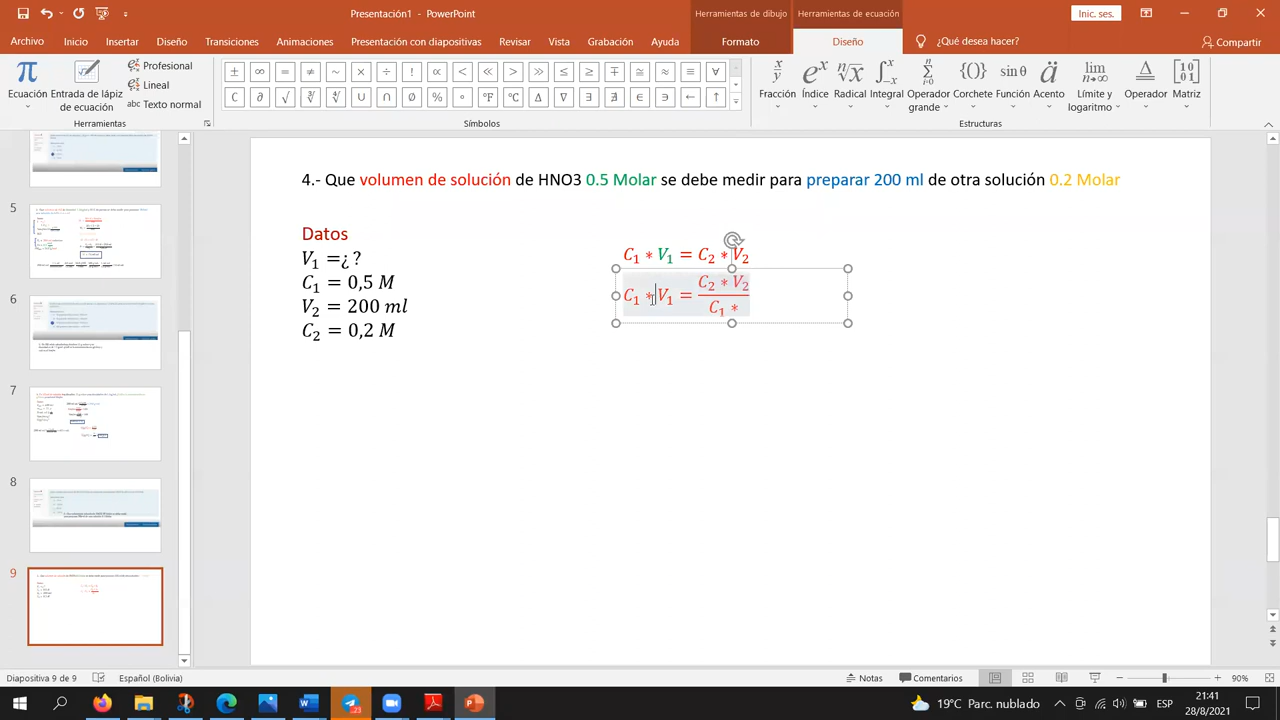 Presentación1 - PowerPoint
Herramientas de dibujo
Herramientas de ecuación
Inic. ses.
Archivo Inicio Insertar Diseño Transiciones Animaciones Presentación con diapositivas Revisar Vista Grabación Ayuda Formato Diseño ¿Qué desea hacer? Compartir
Ecuación
Entrada de lápiz de ecuación
Profesional
Lineal
abc Texto normal
Herramientas
± ∞ = ≠ ~ × ÷ ! ∝ < ≪ > ≫ ≤ ≥ ∓ ≅ ≈ ≡ ∀
∁ ∂ √ ∛ ∜ ∪ ∩ ∅ % ° °F °C ∆ ∇ ∃ ∄ ∈ ∋ ← ↑
Símbolos
Fracción Índice Radical Integral Operador grande Corchete Función Acento Límite y logaritmo Operador Matriz
Estructuras
4.- Que volumen de solución de HNO3 0.5 Molar se debe medir para preparar 200 ml de otra solución 0.2 Molar
Datos
V₁ =¿ ?
C₁ = 0,5 M
V₂ = 200 ml
C₂ = 0,2 M
C₁ ∗ V₁ = C₂ ∗ V₂
C₁ ∗ V₁ = C₂ ∗ V₂ / C₁ ∗
5
6
7
8
9
Diapositiva 9 de 9 Español (Bolivia) Notas Comentarios 90%
19°C Parc. nublado ESP 21:41
28/8/2021